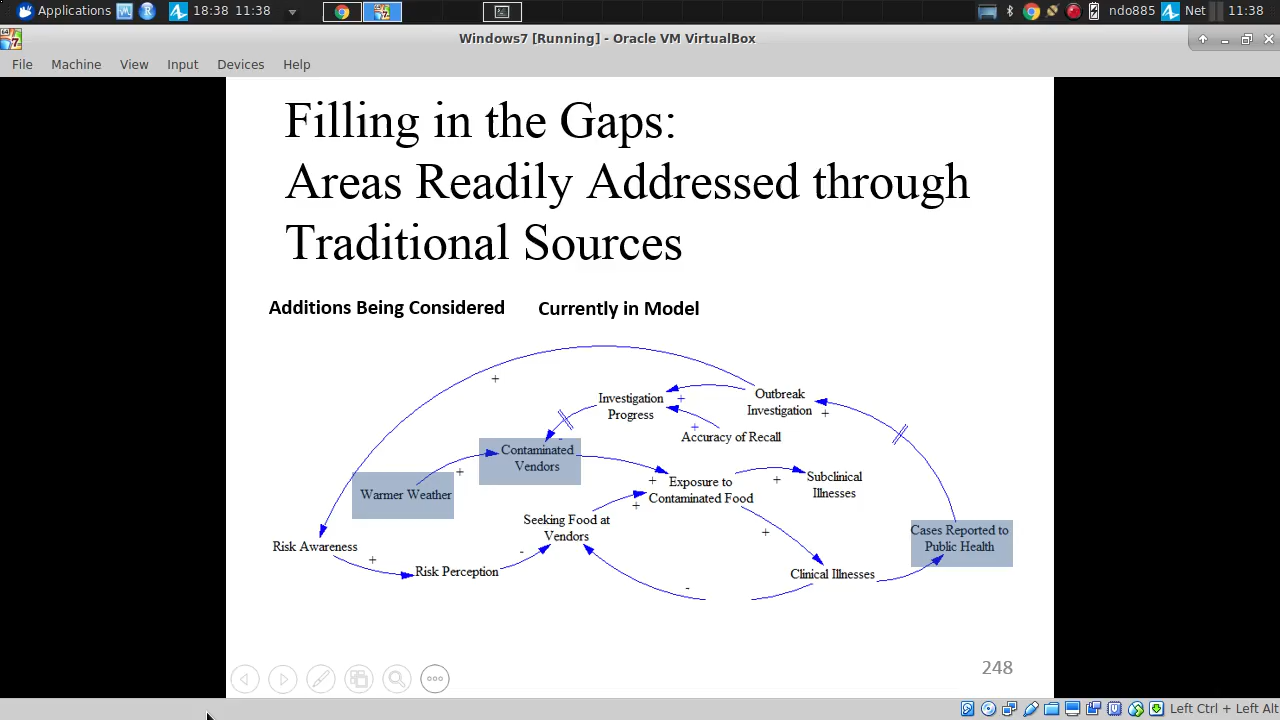 Applications 18:38 11:38 ndo885 Net 11:38
Windows7 [Running] - Oracle VM VirtualBox
File Machine View Input Devices Help
Filling in the Gaps:
Areas Readily Addressed through
Traditional Sources
Additions Being Considered Currently in Model
+
Investigation
Progress
+
Outbreak
Investigation
+
+
Accuracy of Recall
-
Contaminated
Vendors
+
Warmer Weather
+
Exposure to
Contaminated Food
+
Subclinical
Illnesses
Seeking Food at
Vendors
+
+
Cases Reported to
Public Health
Risk Awareness
+
Risk Perception
-
Clinical Illnesses
-
248
Left Ctrl + Left Alt